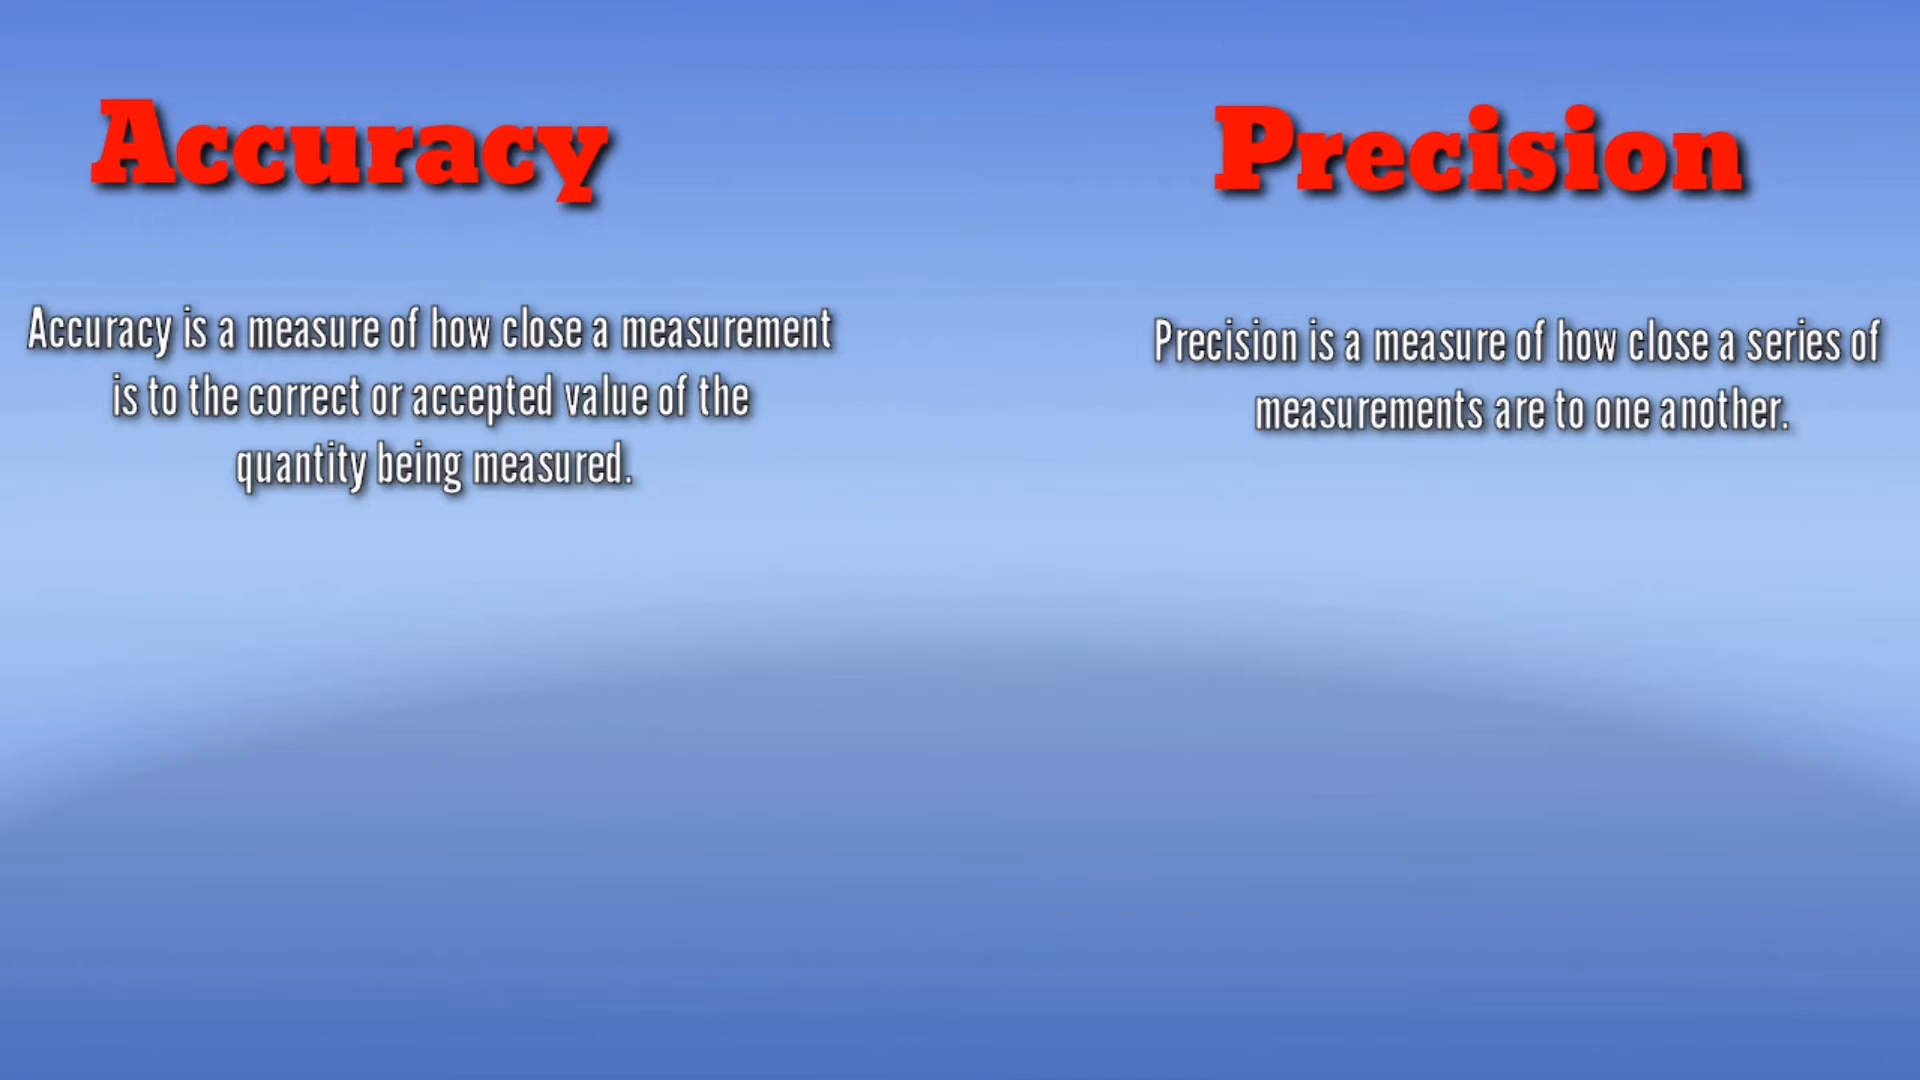 Accuracy
Accuracy is a measure of how close a measurement
is to the correct or accepted value of the
quantity being measured.
Precision
Precision is a measure of how close a series of
measurements are to one another.